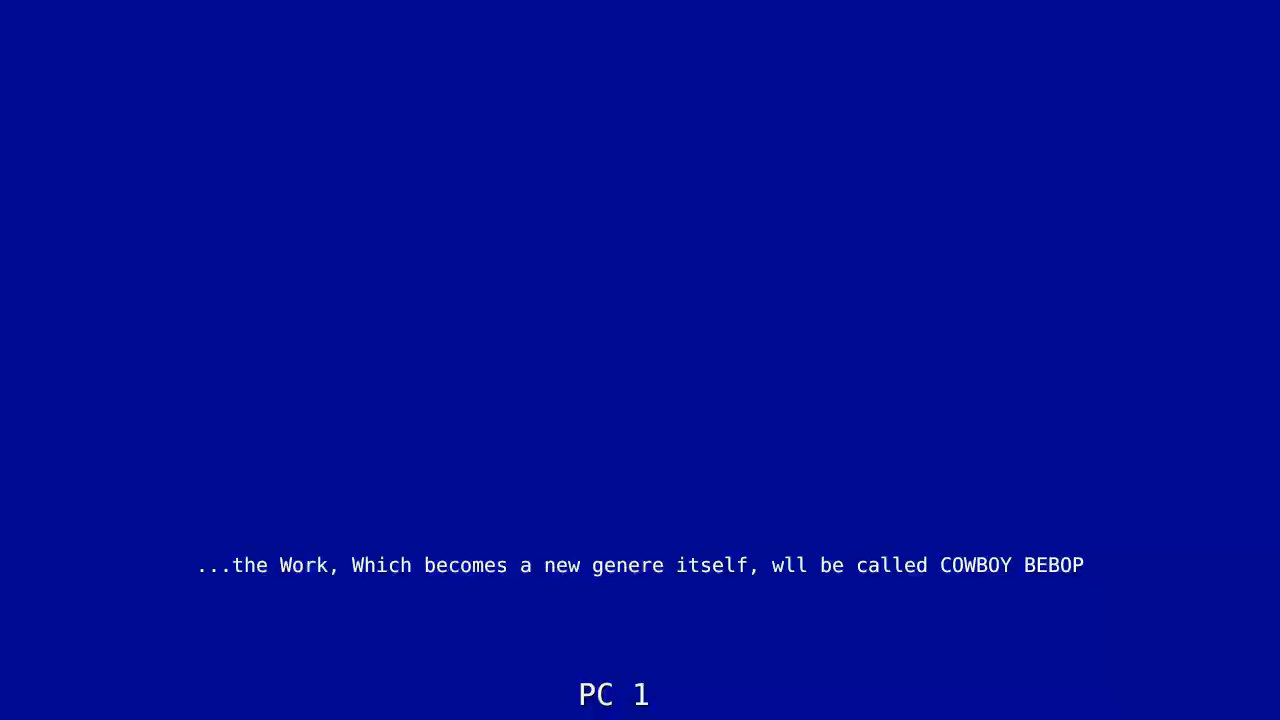 ...the Work, Which becomes a new genere itself, wll be called COWBOY BEBOP
PC 1